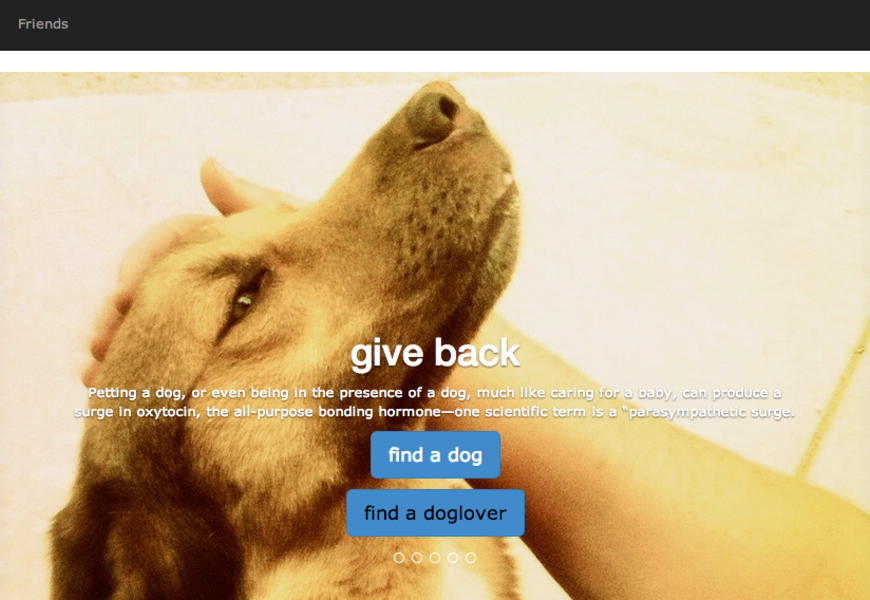 Friends
give back
Petting a dog, or even being in the presence of a dog, much like caring for a baby, can produce a
surge in oxytocin, the all-purpose bonding hormone—one scientific term is a “parasympathetic surge.
find a dog
find a doglover